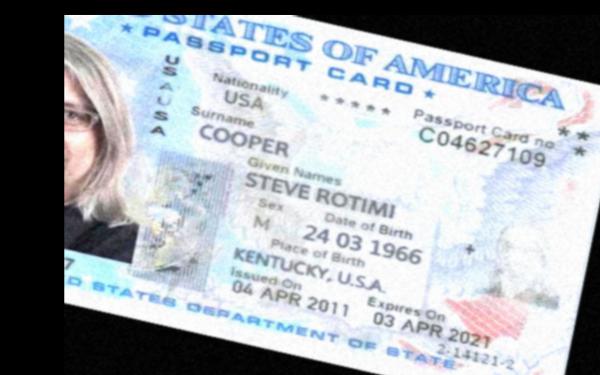 STATES OF AMERICA
PASSPORT CARD
USAUSA
Nationality
USA
Passport Card no.
C04627109
Surname
COOPER
Given Names
STEVE ROTIMI
Sex
M
Date of Birth
24 03 1966
Place of Birth
KENTUCKY, U.S.A.
Issued On
04 APR 2011
Expires On
03 APR 2021
7
2-14121-2
D STATES DEPARTMENT OF STATE